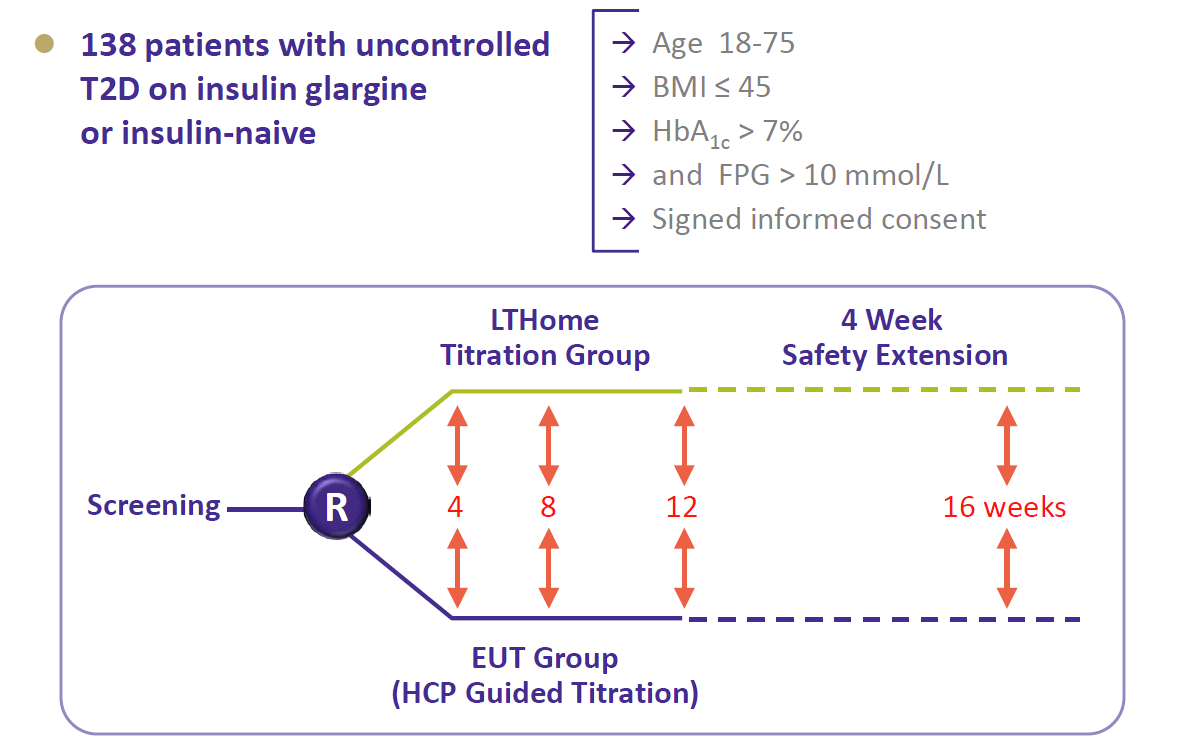 138 patients with uncontrolled
T2D on insulin glargine
or insulin-naive
→ Age 18-75
→ BMI ≤ 45
→ HbA1c > 7%
→ and FPG > 10 mmol/L
→ Signed informed consent
LTHome
Titration Group
4 Week
Safety Extension
Screening
R
4
8
12
16 weeks
EUT Group
(HCP Guided Titration)